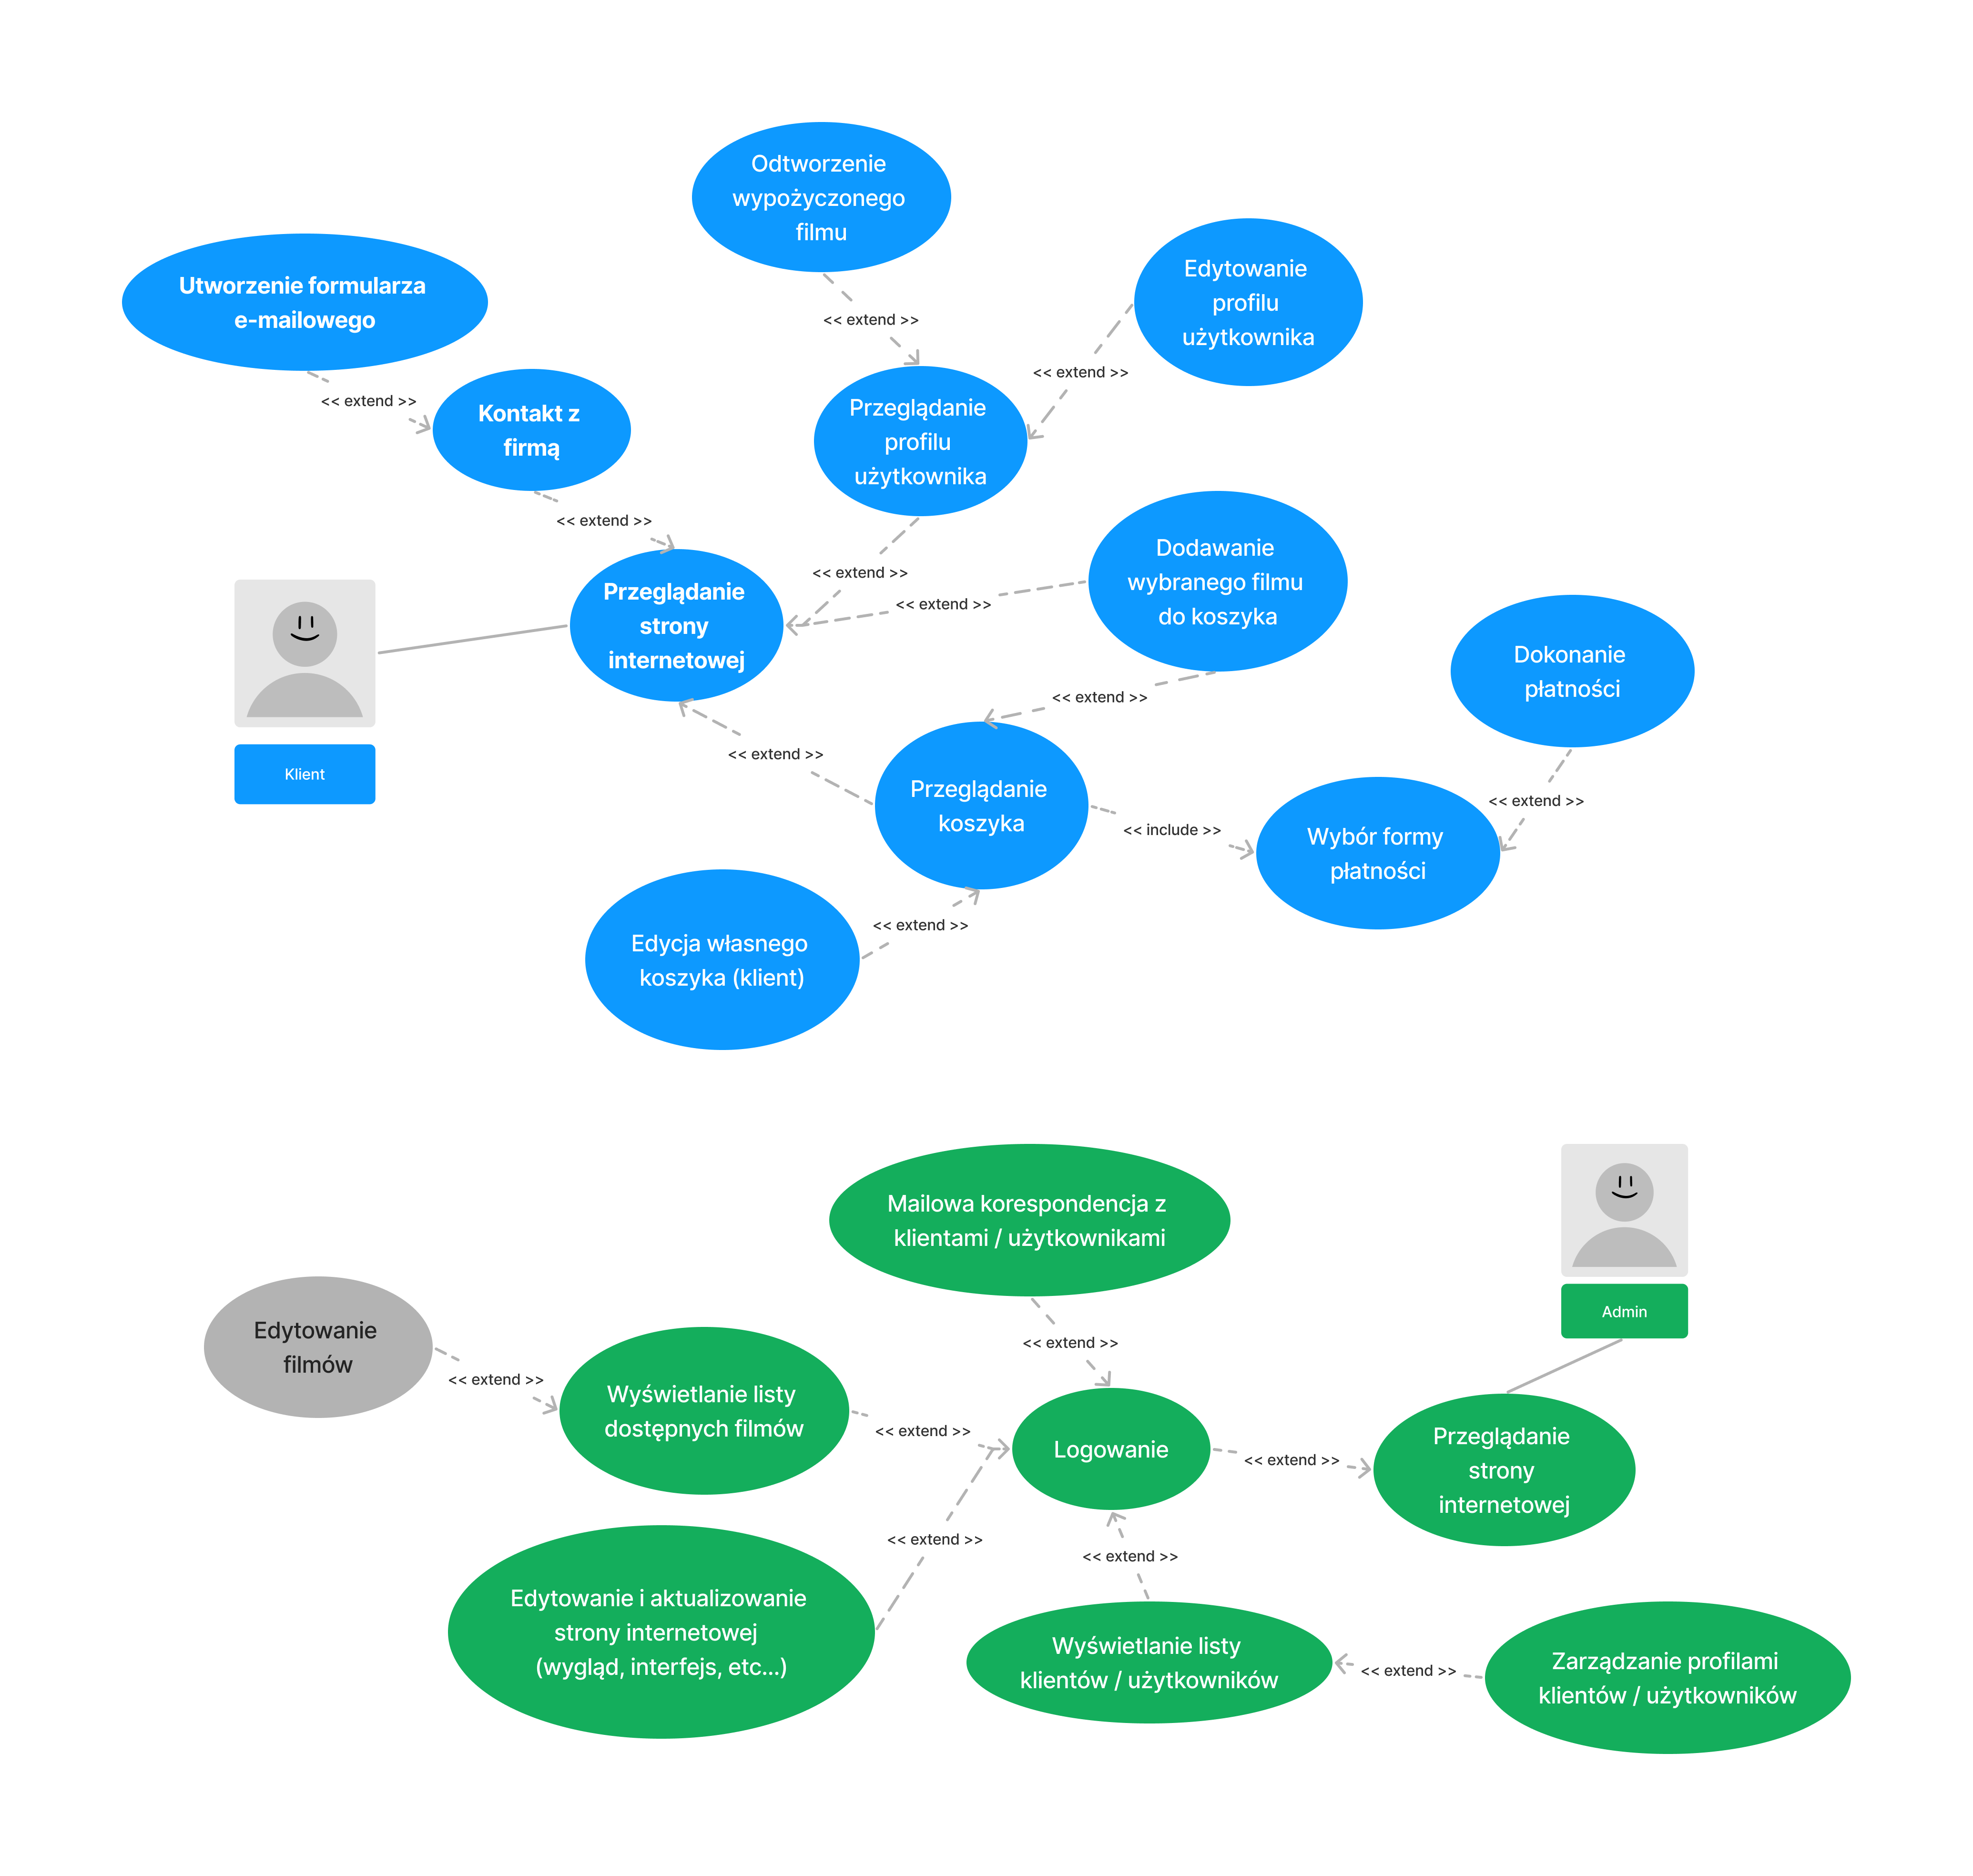 Odtworzenie
wypożyczonego
filmu
Utworzenie formularza
e-mailowego
Edytowanie
profilu
użytkownika
<< extend >>
<< extend >>
<< extend >>
Kontakt z
firmą
Przeglądanie
profilu
użytkownika
<< extend >>
<< extend >>
<< extend >>
Dodawanie
wybranego filmu
do koszyka
Przeglądanie
strony
internetowej
Klient
<< extend >>
<< extend >>
Dokonanie
płatności
Przeglądanie
koszyka
<< include >>
<< extend >>
Wybór formy
płatności
<< extend >>
Edycja własnego
koszyka (klient)
Mailowa korespondencja z
klientami / użytkownikami
Admin
Edytowanie
filmów
<< extend >>
<< extend >>
Wyświetlanie listy
dostępnych filmów
<< extend >>
Logowanie
<< extend >>
Przeglądanie
strony
internetowej
<< extend >>
<< extend >>
Edytowanie i aktualizowanie
strony internetowej
(wygląd, interfejs, etc...)
Wyświetlanie listy
klientów / użytkowników
<< extend >>
Zarządzanie profilami
klientów / użytkowników